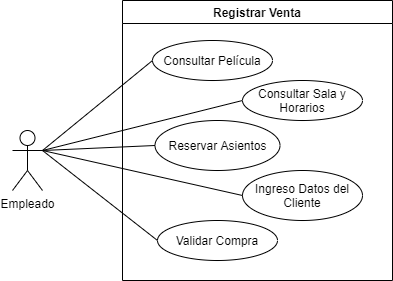 Registrar Venta
Consultar Película
Consultar Sala y
Horarios
Reservar Asientos
Empleado
Ingreso Datos del
Cliente
Validar Compra